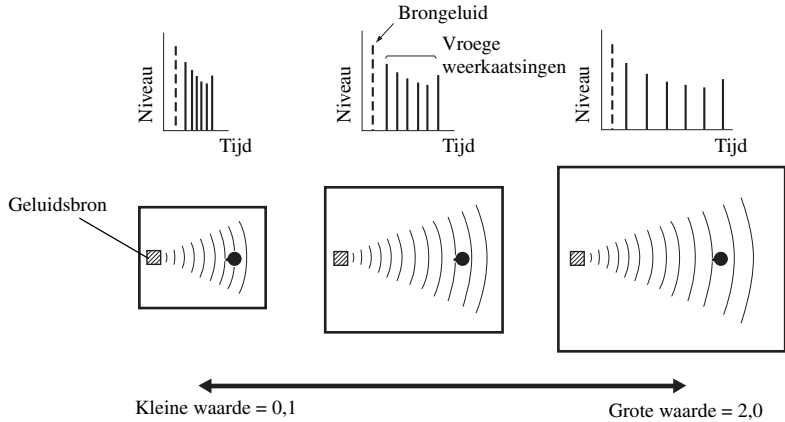 Brongeluid
Vroege
weerkaatsingen
Niveau
Tijd
Niveau
Tijd
Niveau
Tijd
Geluidsbron
Kleine waarde = 0,1
Grote waarde = 2,0